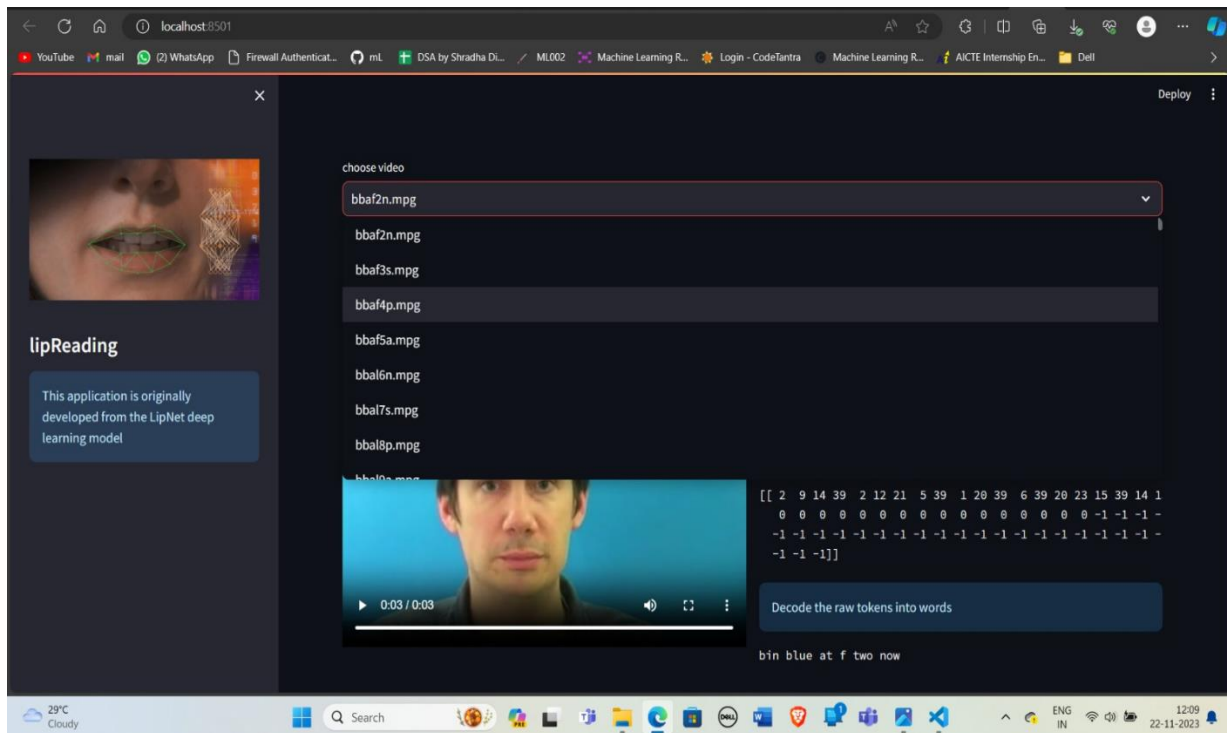 localhost:8501
YouTube mail (2) WhatsApp Firewall Authenticat... mL DSA by Shradha Di... ML002 Machine Learning R... Login - CodeTantra Machine Learning R... AICTE Internship En... Dell
Deploy
choose video
bbaf2n.mpg
bbaf2n.mpg
bbaf3s.mpg
bbaf4p.mpg
bbaf5a.mpg
bbal6n.mpg
bbal7s.mpg
bbal8p.mpg
lipReading
This application is originally
developed from the LipNet deep
learning model
[[ 2 9 14 39 2 12 21 5 39 1 20 39 6 39 20 23 15 39 14 1
0 0 0 0 0 0 0 0 0 0 0 0 0 0 0 0 -1 -1 -1 -
-1 -1 -1 -1 -1 -1 -1 -1 -1 -1 -1 -1 -1 -1 -1 -1 -1 -1 -1 -
-1 -1 -1]]
0:03 / 0:03
Decode the raw tokens into words
bin blue at f two now
29°C
Cloudy
Search
ENG
IN
12:09
22-11-2023